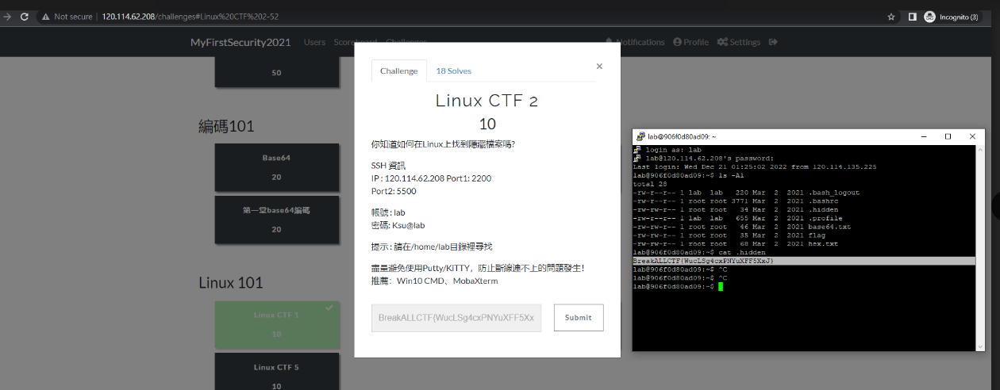 Not secure | 120.114.62.208/challenges#Linux%20CTF%202-52
Incognito (3)
MyFirstSecurity2021 Users Scoreboard Challenges Notifications Profile Settings
50
編碼101
Base64
20
第一堂base64編碼
20
Linux 101
Linux CTF 1
10
Linux CTF 5
10
Challenge 18 Solves
×
Linux CTF 2
10
你知道如何在Linux上找到隱藏檔案嗎?
SSH 資訊
IP : 120.114.62.208 Port1: 2200
Port2: 5500
帳號 : lab
密碼: Ksu@lab
提示 : 請在/home/lab目錄裡尋找
盡量避免使用Putty/KiTTY，防止斷線連不上的問題發生!
推薦：Win10 CMD、MobaXterm
BreakALLCTF{WucLSg4cxPNYuXFF5Xx
Submit
lab@906f0d80ad09: ~
login as: lab
lab@120.114.62.208's password:
Last login: Wed Dec 21 01:25:02 2022 from 120.114.135.225
lab@906f0d80ad09:~$ ls -Al
total 28
-rw-r--r-- 1 lab lab 220 Mar 2 2021 .bash_logout
-rw-r--r-- 1 root root 3771 Mar 2 2021 .bashrc
-rw-rw-r-- 1 root root 34 Mar 2 2021 .hidden
-rw-r--r-- 1 lab lab 655 Mar 2 2021 .profile
-rw-rw-r-- 1 root root 46 Mar 2 2021 base64.txt
-rw-rw-r-- 1 root root 35 Mar 2 2021 flag
-rw-rw-r-- 1 root root 68 Mar 2 2021 hex.txt
lab@906f0d80ad09:~$ cat .hidden
BreakALLCTF{WucLSg4cxPNYuXFF5XxJ}
lab@906f0d80ad09:~$ ^C
lab@906f0d80ad09:~$ ^C
lab@906f0d80ad09:~$